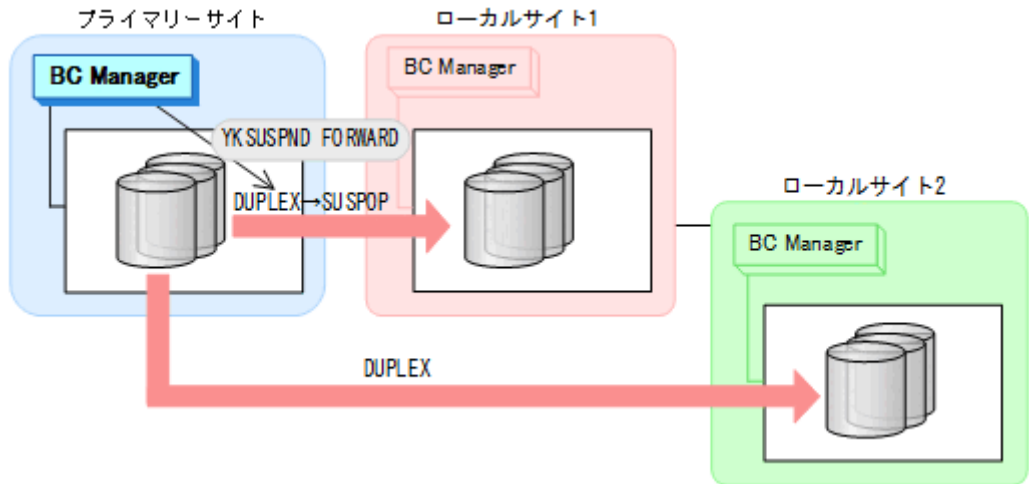 プライマリーサイト
ローカルサイト1
BC Manager
BC Manager
YKSUSPND FORWARD
DUPLEX→SUSPOP
ローカルサイト2
BC Manager
DUPLEX